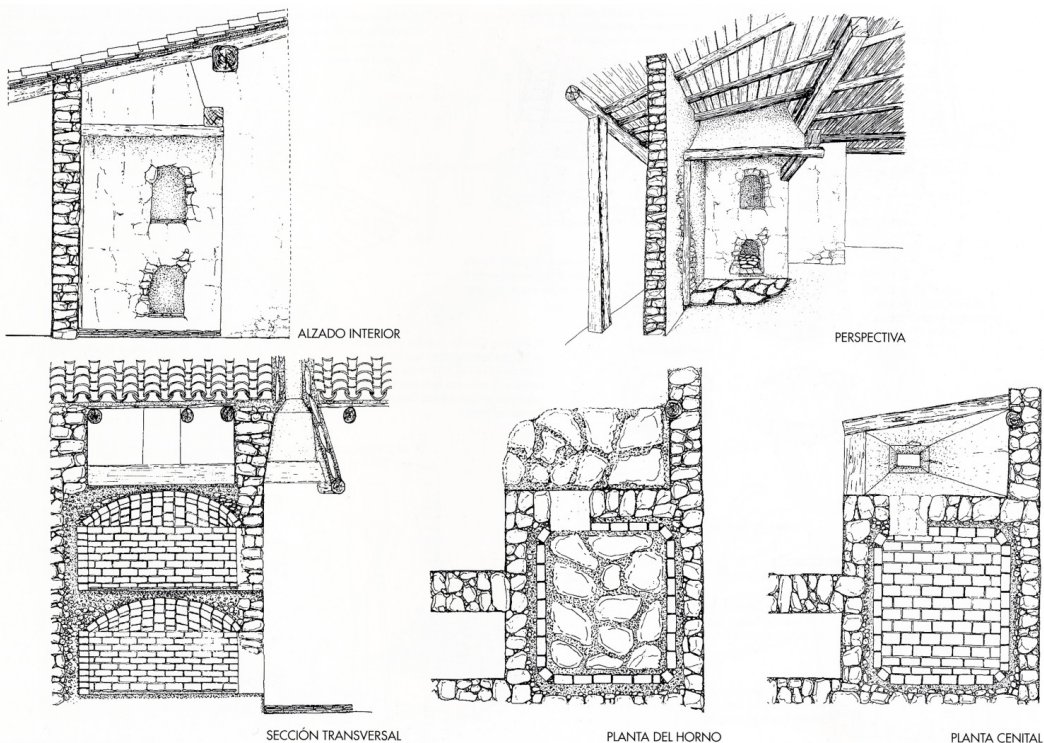 ALZADO INTERIOR
PERSPECTIVA
SECCIÓN TRANSVERSAL
PLANTA DEL HORNO
PLANTA CENITAL